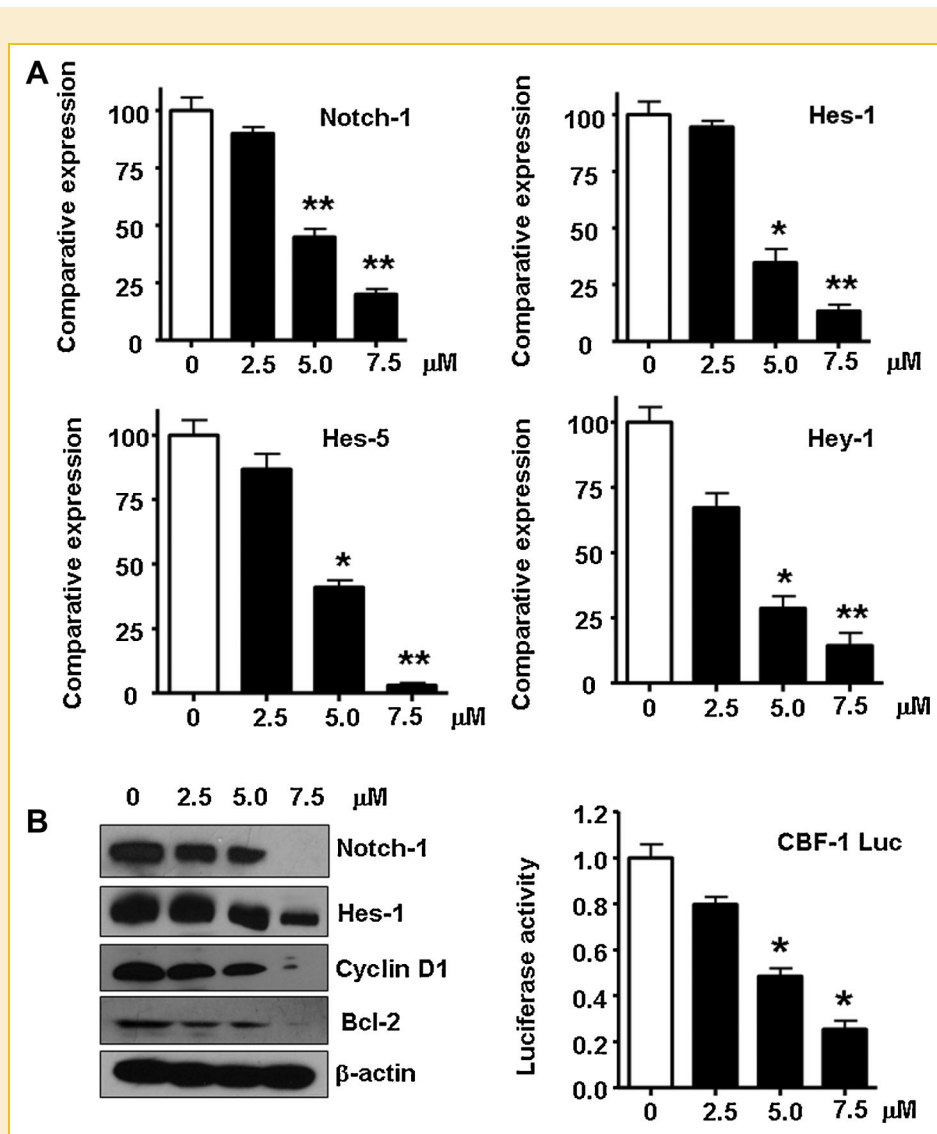 A
Comparative expression
100
75
50
25
0
Notch-1
**
**
0 2.5 5.0 7.5 μM
Comparative expression
100
75
50
25
0
Hes-1
*
**
0 2.5 5.0 7.5 μM
Comparative expression
100
75
50
25
0
Hes-5
*
**
0 2.5 5.0 7.5 μM
Comparative expression
100
75
50
25
0
Hey-1
*
**
0 2.5 5.0 7.5 μM
B
0 2.5 5.0 7.5 μM
Notch-1
Hes-1
Cyclin D1
Bcl-2
β-actin
Luciferase activity
1.2
1.0
0.8
0.6
0.4
0.2
0.0
CBF-1 Luc
*
*
0 2.5 5.0 7.5 μM